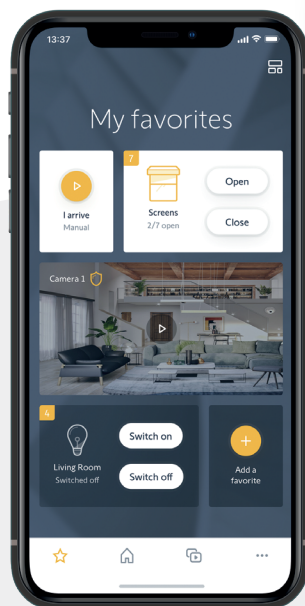 13:37
My favorites
7
I arrive
Manual
Screens
2/7 open
Open
Close
Camera 1
4
Living Room
Switched off
Switch on
Switch off
Add a
favorite